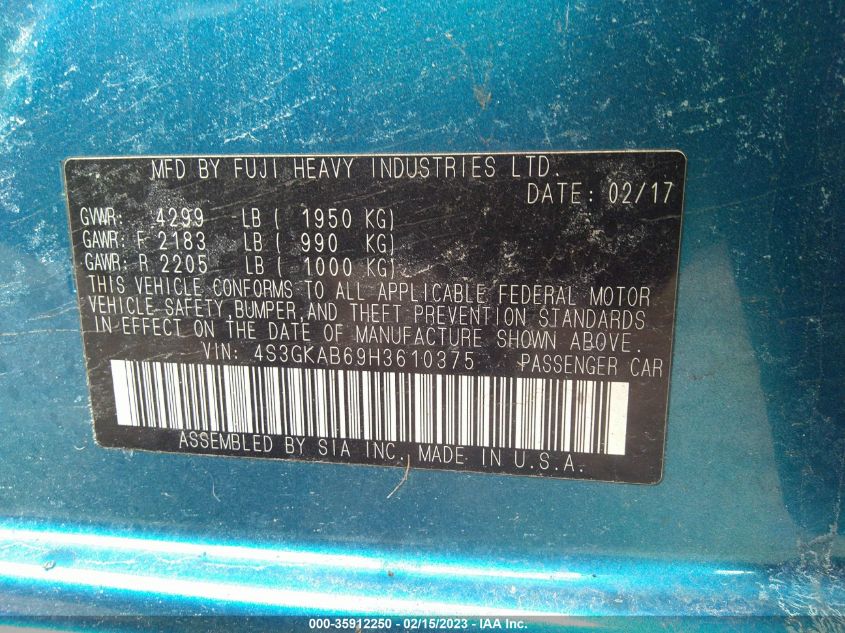 MFD BY FUJI HEAVY INDUSTRIES LTD.
DATE: 02/17
GVWR: 4299 LB ( 1950 KG)
GAWR: F 2183 LB ( 990 KG)
GAWR: R 2205 LB ( 1000 KG)
THIS VEHICLE CONFORMS TO ALL APPLICABLE FEDERAL MOTOR
VEHICLE SAFETY, BUMPER, AND THEFT PREVENTION STANDARDS
IN EFFECT ON THE DATE OF MANUFACTURE SHOWN ABOVE.
VIN: 4S3GKAB69H3610375 PASSENGER CAR
ASSEMBLED BY SIA INC. MADE IN U.S.A.
000-35912250 - 02/15/2023 - IAA Inc.